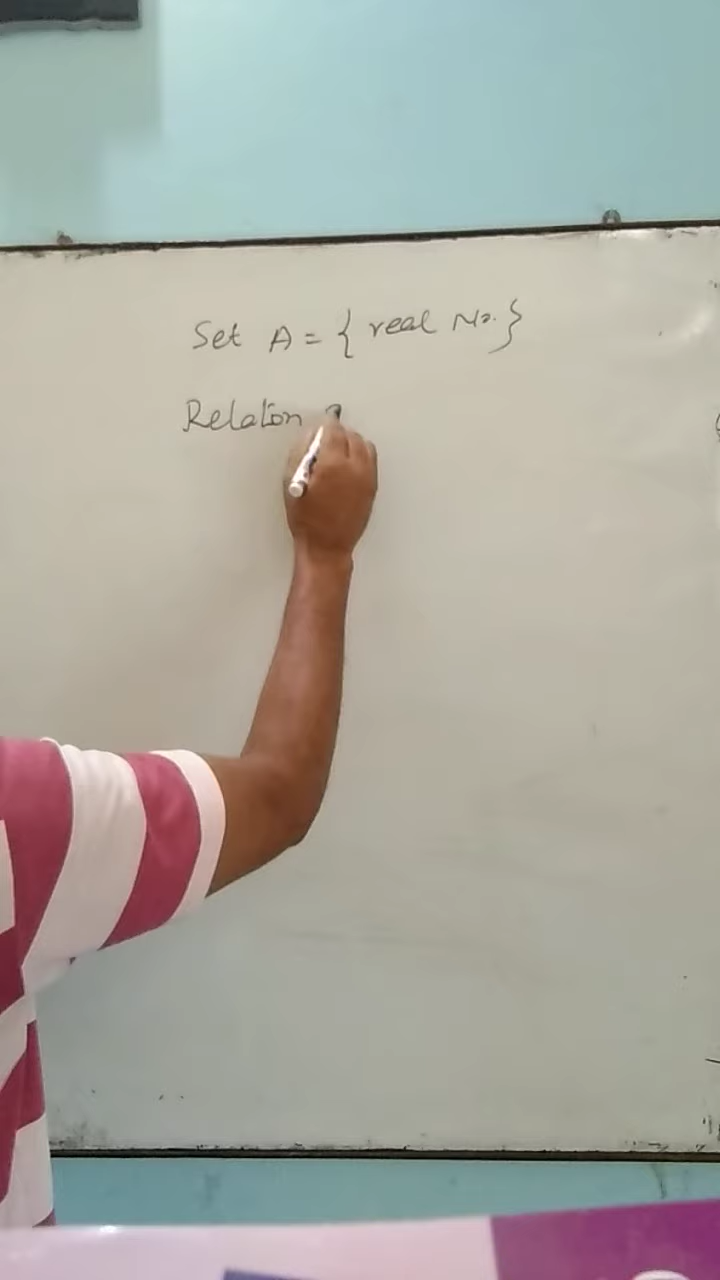 Set A = { real No. }
Relation